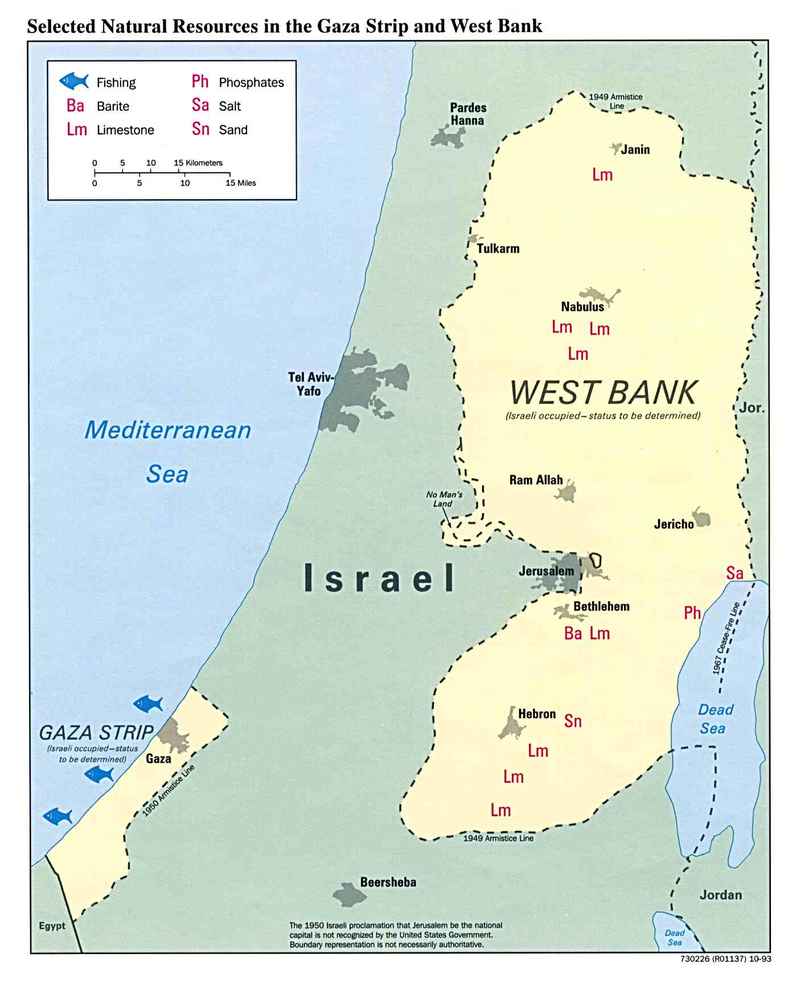 Selected Natural Resources in the Gaza Strip and West Bank
Fishing
Ba Barite
Lm Limestone
Ph Phosphates
Sa Salt
Sn Sand
0 5 10 15 Kilometers
0 5 10 15 Miles
1949 Armistice
Line
Pardes
Hanna
Janin
Lm
Tulkarm
Nabulus
Lm Lm
Lm
Tel Aviv-
Yafo
WEST BANK
(Israeli occupied—status to be determined)
Jor.
Mediterranean
Sea
Ram Allah
No Man's
Land
Jericho
Israel
Jerusalem
Sa
Bethlehem
Ph
Ba Lm
1967 Cease-Fire Line
Dead
Sea
Hebron
Sn
Lm
Lm
Lm
GAZA STRIP
(Israeli occupied—status
to be determined)
Gaza
1950 Armistice Line
1949 Armistice Line
Beersheba
Jordan
Egypt
The 1950 Israeli proclamation that Jerusalem be the national
capital is not recognized by the United States Government.
Boundary representation is not necessarily authoritative.
Dead
Sea
730226 (R01137) 10-93